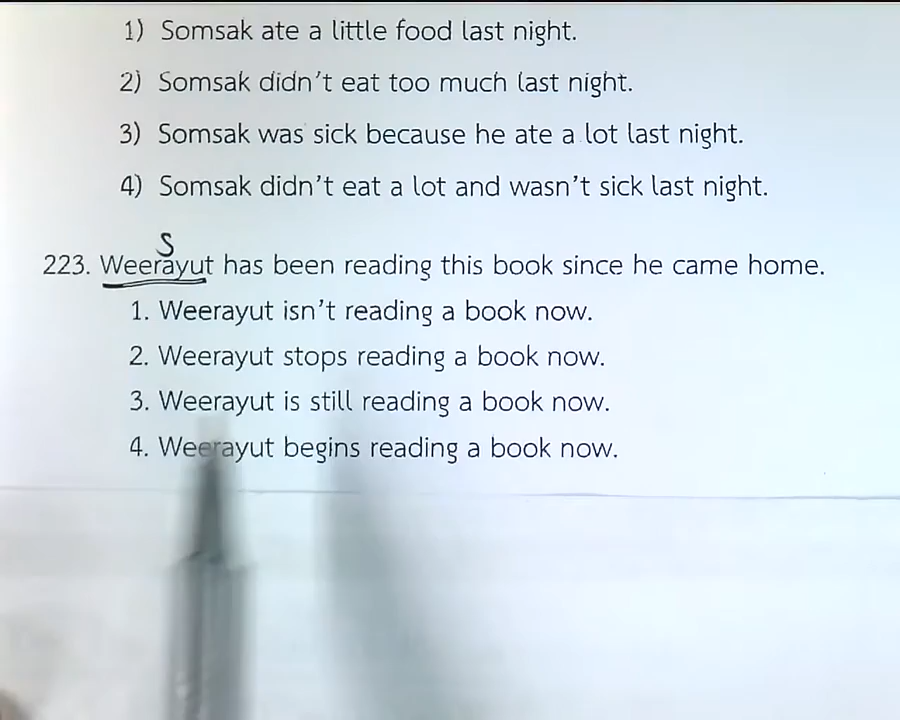 1) Somsak ate a little food last night.
2) Somsak didn't eat too much last night.
3) Somsak was sick because he ate a lot last night.
4) Somsak didn't eat a lot and wasn't sick last night.
S
223. Weerayut has been reading this book since he came home.
1. Weerayut isn't reading a book now.
2. Weerayut stops reading a book now.
3. Weerayut is still reading a book now.
4. Weerayut begins reading a book now.